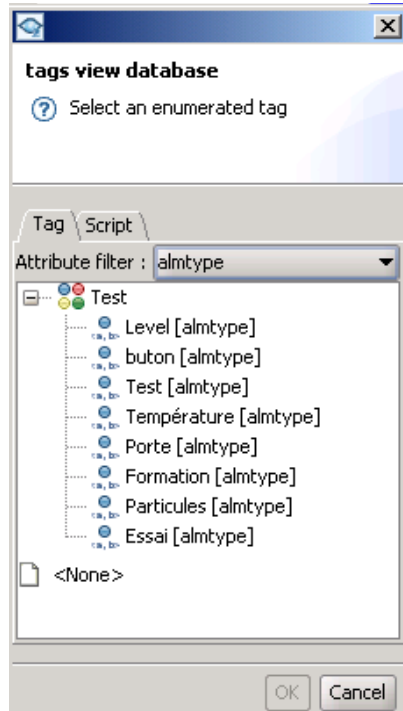 tags view database
Select an enumerated tag
Tag Script
Attribute filter : almtype
Test
Level [almtype]
buton [almtype]
Test [almtype]
Température [almtype]
Porte [almtype]
Formation [almtype]
Particules [almtype]
Essai [almtype]
<None>
OK Cancel